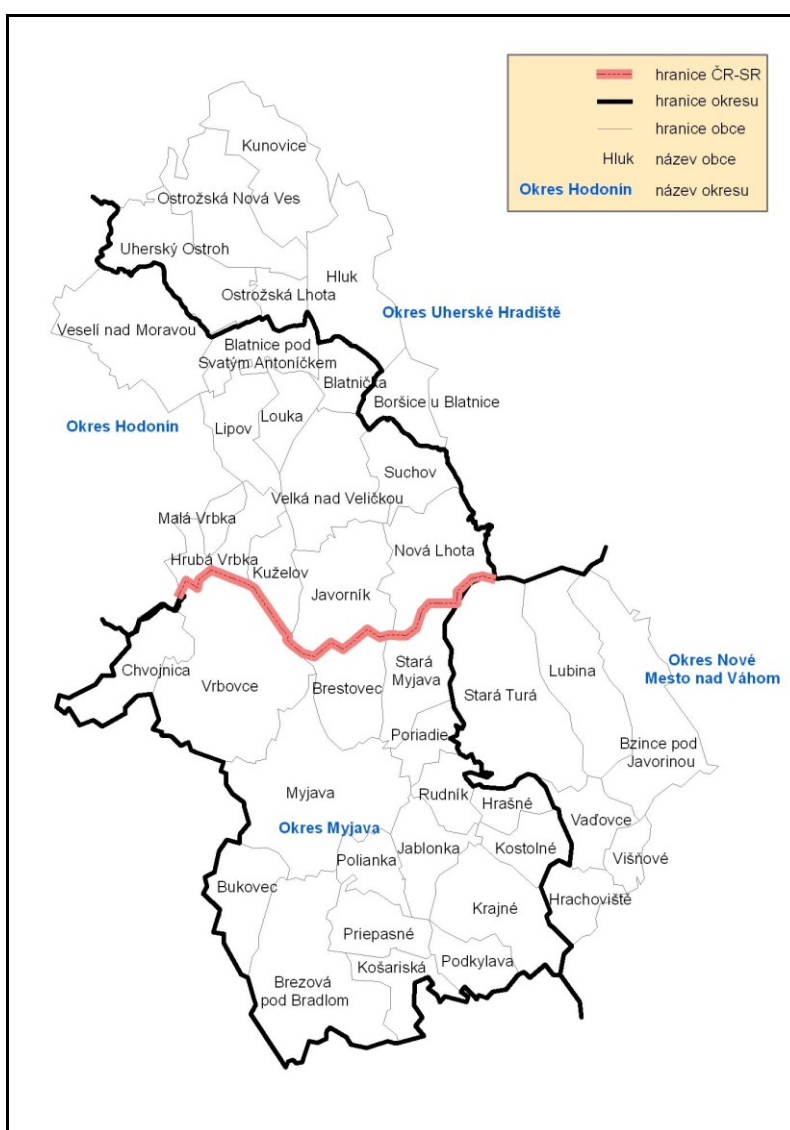 hranice ČR-SR
hranice okresu
hranice obce
Hluk název obce
Okres Hodonín název okresu
Kunovice
Ostrožská Nová Ves
Uherský Ostroh
Hluk
Ostrožská Lhota
Okres Uherské Hradiště
Veselí nad Moravou
Blatnice pod
Svatým Antoníčkem
Blatnička
Boršice u Blatnice
Okres Hodonín
Louka
Lipov
Suchov
Velká nad Veličkou
Malá Vrbka
Nová Lhota
Hrubá Vrbka
Kuželov
Javorník
Chvojnica
Vrbovce
Brestovec
Stará
Myjava
Stará Turá
Lubina
Okres Nové
Mesto nad Váhom
Poriadie
Bzince pod
Javorinou
Myjava
Rudník
Hrašné
Okres Myjava
Vaďovce
Polianka
Jablonka
Kostolné
Višňové
Bukovec
Krajné
Hrachoviště
Priepasné
Košariská
Podkylava
Brezová
pod Bradlom